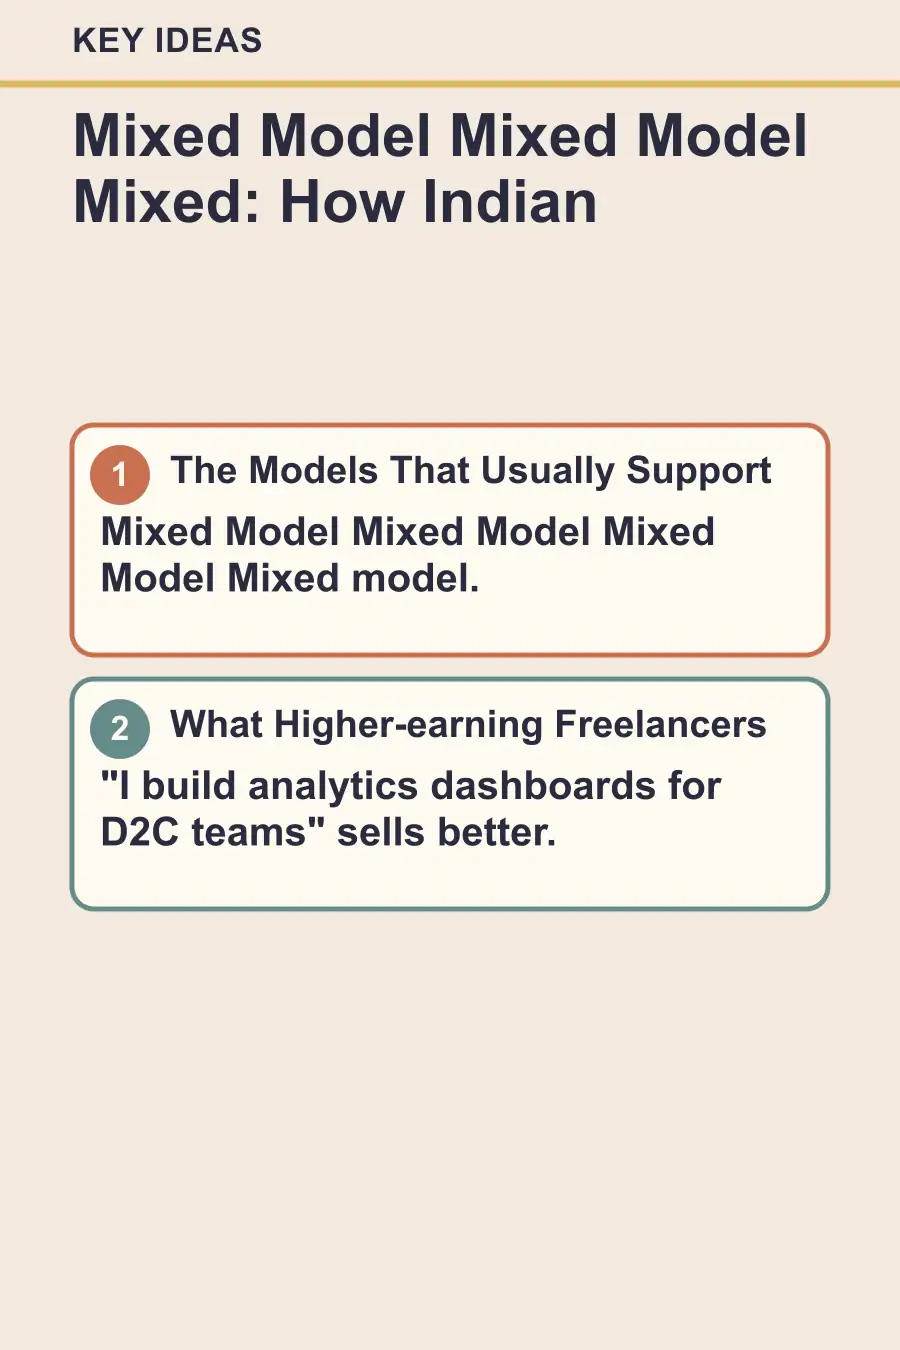 KEY IDEAS
Mixed Model Mixed Model
Mixed: How Indian
1 The Models That Usually Support
Mixed Model Mixed Model Mixed
Model Mixed model.
2 What Higher-earning Freelancers
"I build analytics dashboards for
D2C teams" sells better.